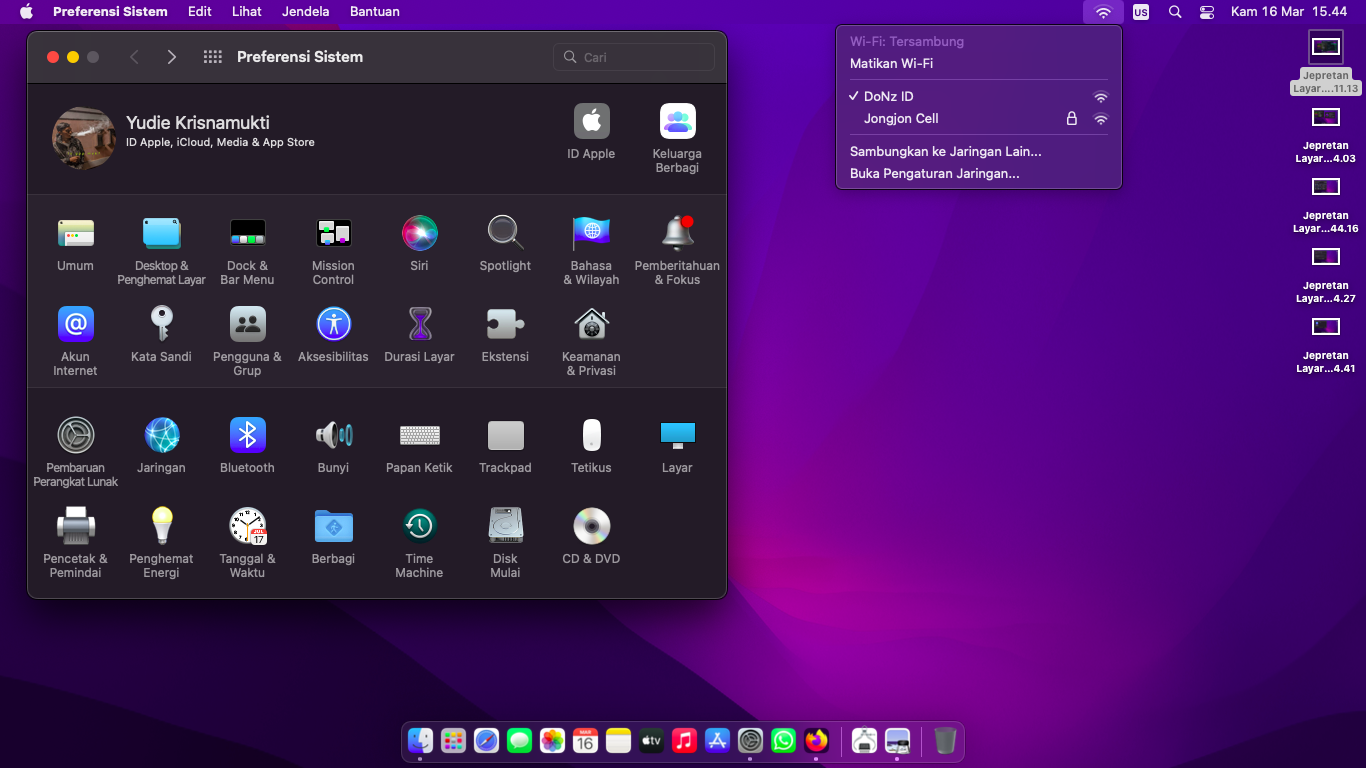 Preferensi Sistem Edit Lihat Jendela Bantuan
US Kam 16 Mar 15.44
Preferensi Sistem
Cari
Yudie Krisnamukti
ID Apple, iCloud, Media & App Store
ID Apple
Keluarga
Berbagi
Umum
Desktop &
Penghemat Layar
Dock &
Bar Menu
Mission
Control
Siri
Spotlight
Bahasa
& Wilayah
Pemberitahuan
& Fokus
Akun
Internet
Kata Sandi
Pengguna &
Grup
Aksesibilitas
Durasi Layar
Ekstensi
Keamanan
& Privasi
Pembaruan
Perangkat Lunak
Jaringan
Bluetooth
Bunyi
Papan Ketik
Trackpad
Tetikus
Layar
Pencetak &
Pemindai
Penghemat
Energi
Tanggal &
Waktu
JUL
17
Berbagi
Time
Machine
Disk
Mulai
CD & DVD
Wi-Fi: Tersambung
Matikan Wi-Fi
✓ DoNz ID
Jongjon Cell
Sambungkan ke Jaringan Lain...
Buka Pengaturan Jaringan...
Jepretan
Layar....11.13
Jepretan
Layar...4.03
Jepretan
Layar...44.16
Jepretan
Layar...4.27
Jepretan
Layar...4.41
MAR
16
tv